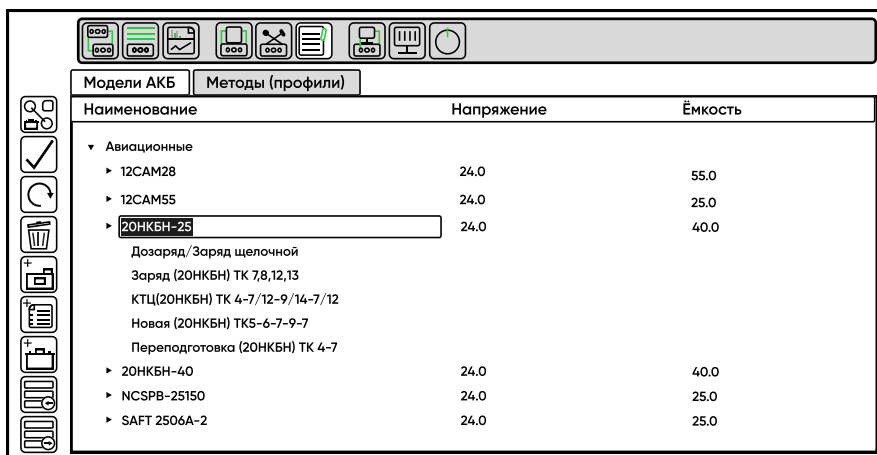 Модели АКБ Методы (профили)
Наименование Напряжение Ёмкость
Авиационные
12САМ28 24.0 55.0
12САМ55 24.0 25.0
20НКБН-25 24.0 40.0
Дозаряд/Заряд щелочной
Заряд (20НКБН) ТК 7,8,12,13
КТЦ(20НКБН) ТК 4-7/12-9/14-7/12
Новая (20НКБН) ТК5-6-7-9-7
Переподготовка (20НКБН) ТК 4-7
20НКБН-40 24.0 40.0
NCSPB-25150 24.0 25.0
SAFT 2506A-2 24.0 25.0